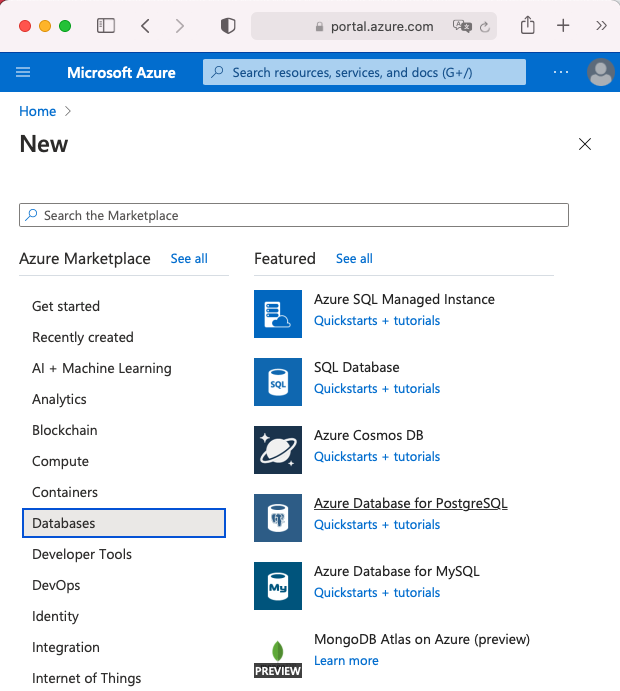 portal.azure.com
Microsoft Azure
Search resources, services, and docs (G+/)
Home
New
Search the Marketplace
Azure Marketplace See all
Get started
Recently created
AI + Machine Learning
Analytics
Blockchain
Compute
Containers
Databases
Developer Tools
DevOps
Identity
Integration
Internet of Things
Featured See all
Azure SQL Managed Instance
Quickstarts + tutorials
SQL
SQL Database
Quickstarts + tutorials
Azure Cosmos DB
Quickstarts + tutorials
Azure Database for PostgreSQL
Quickstarts + tutorials
My
Azure Database for MySQL
Quickstarts + tutorials
PREVIEW
MongoDB Atlas on Azure (preview)
Learn more